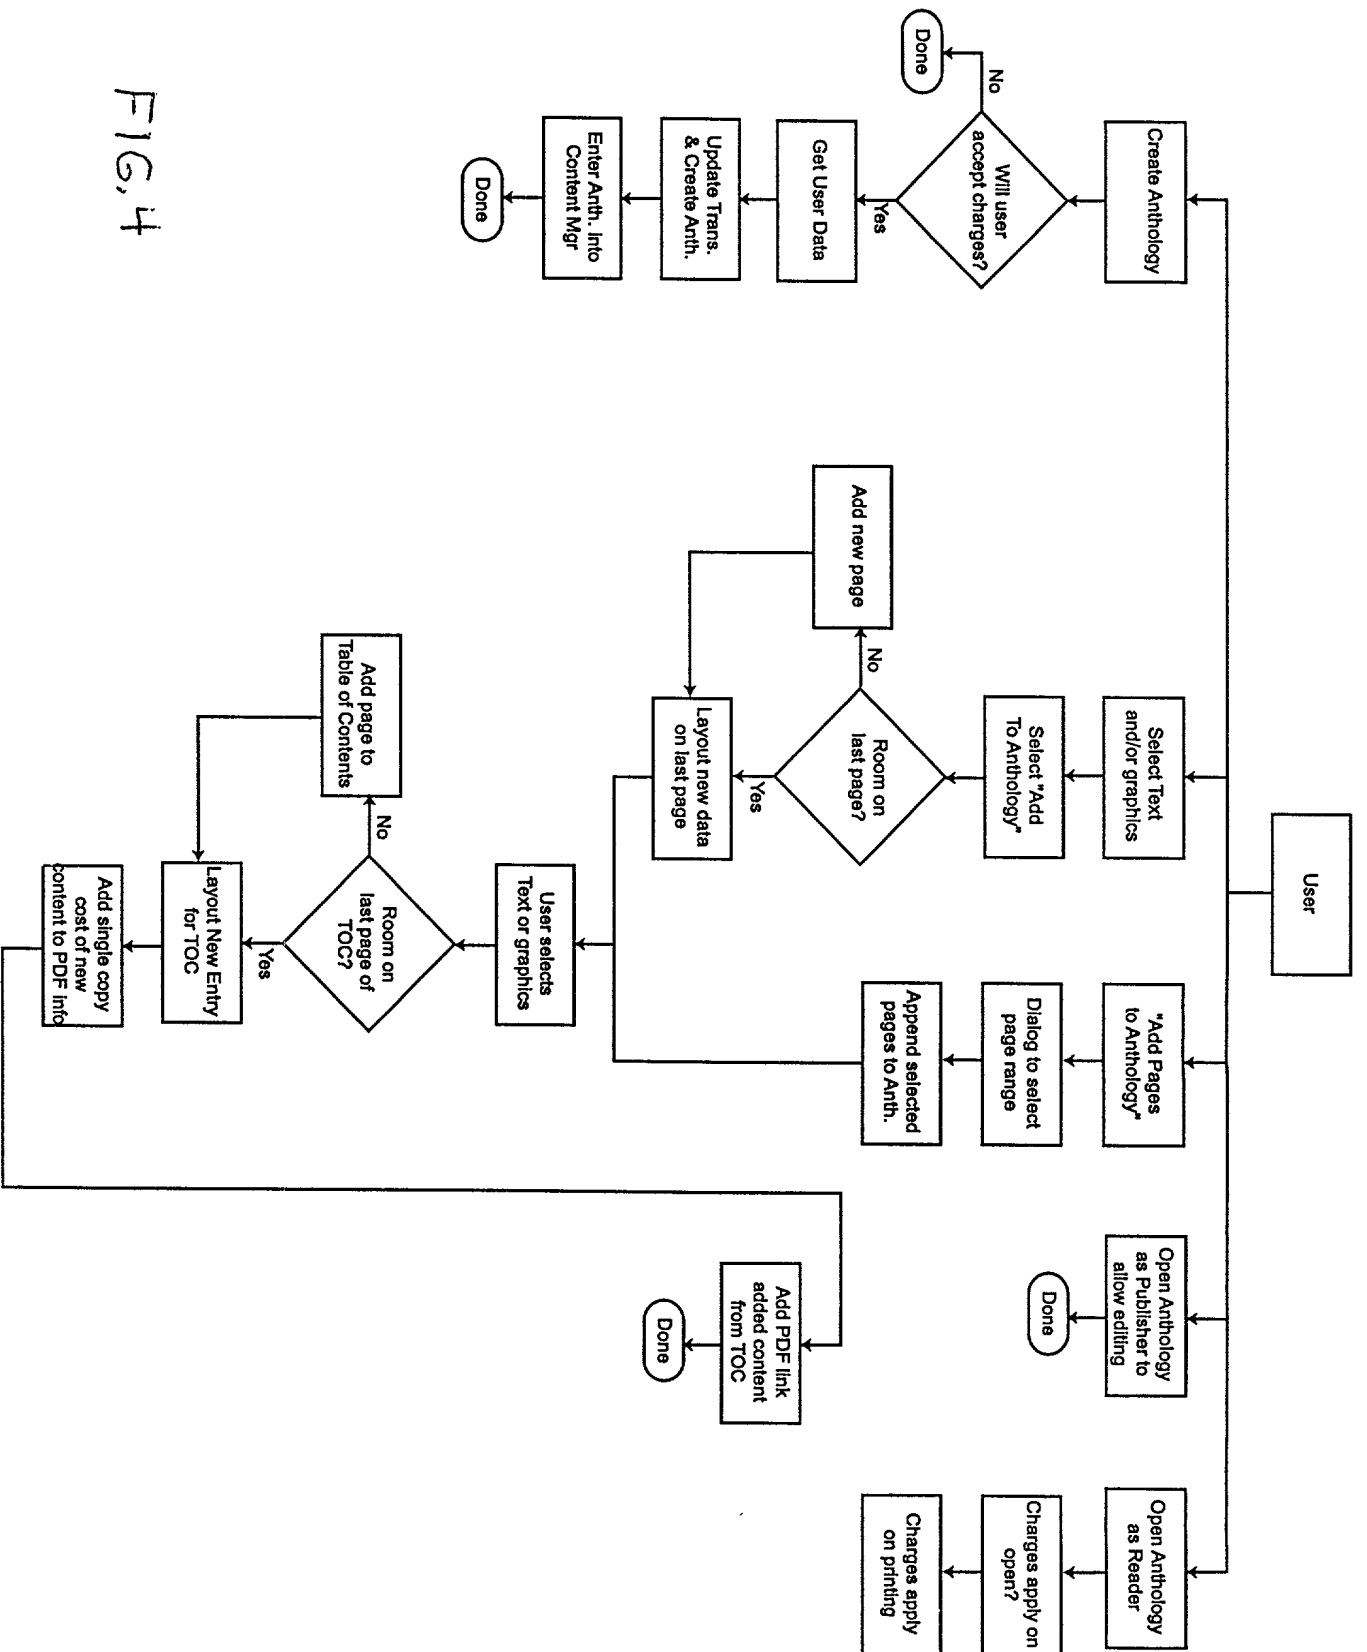 User
Create Anthology
Will user
accept charges?
No
Done
Yes
Get User Data
Update Trans.
& Create Anth.
Enter Anth. Into
Content Mgr
Done
Select Text
and/or graphics
Select "Add
To Anthology"
Room on
last page?
No
Add new page
Yes
Layout new data
on last page
"Add Pages
to Anthology"
Dialog to select
page range
Append selected
pages to Anth.
User selects
Text or graphics
Room on
last page of
TOC?
No
Add page to
Table of Contents
Yes
Layout New Entry
for TOC
Add single copy
cost of new
content to PDF info
Add PDF link
added content
from TOC
Done
Open Anthology
as Publisher to
allow editing
Done
Open Anthology
as Reader
Charges apply on
open?
Charges apply
on printing
FIG. 4